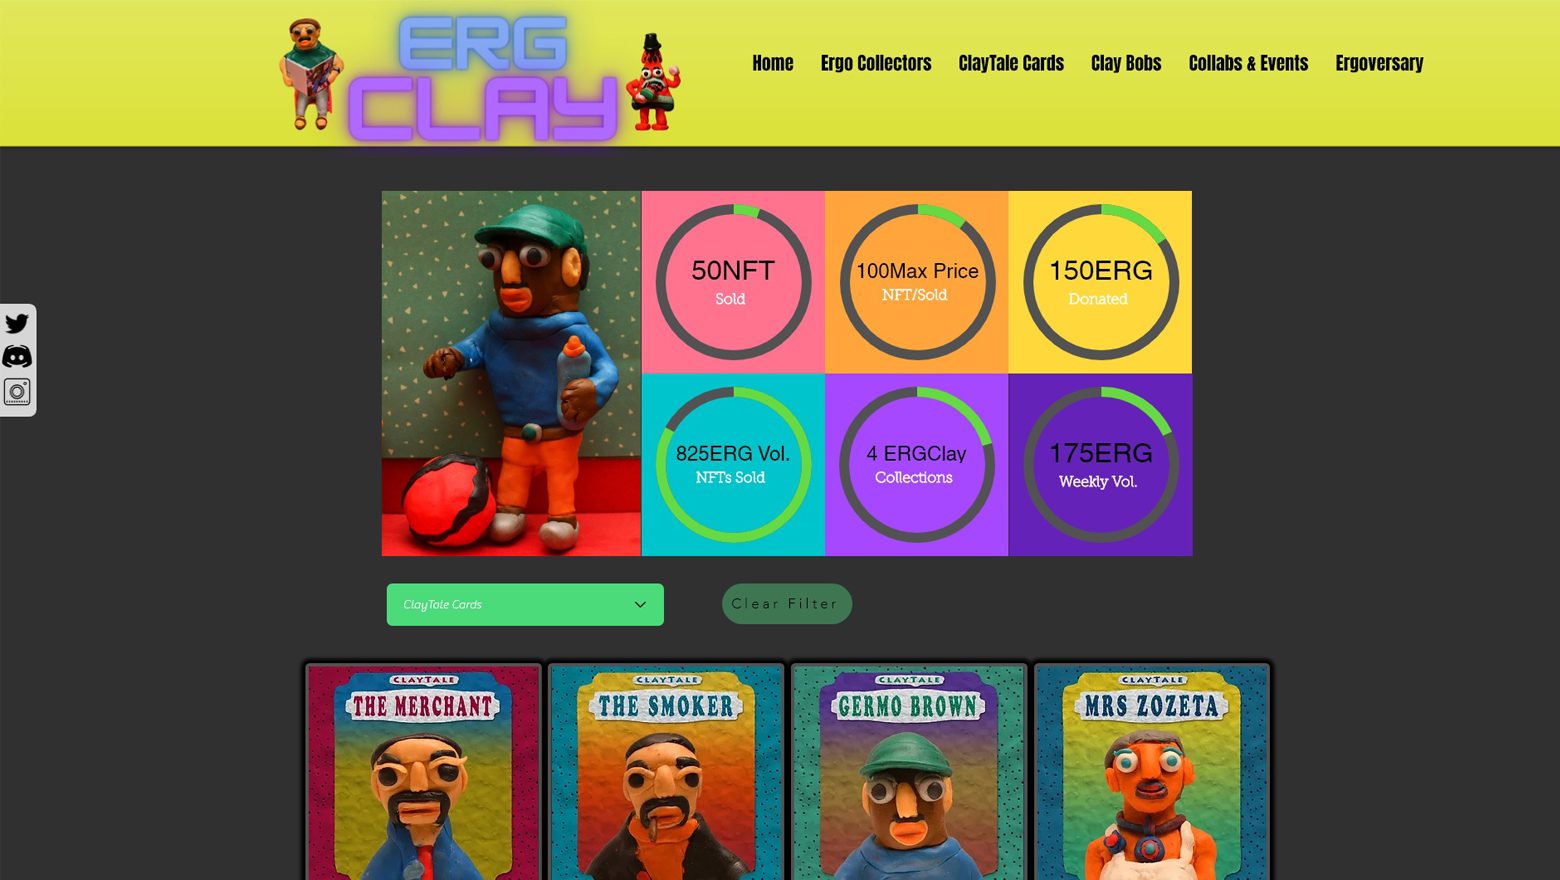 ERG
CLAY
Home
Ergo Collectors
ClayTale Cards
Clay Bobs
Collabs & Events
Ergoversary
50NFT
Sold
100Max Price
NFT/Sold
150ERG
Donated
825ERG Vol.
NFTs Sold
4 ERGClay
Collections
175ERG
Weekly Vol.
ClayTale Cards
Clear Filter
CLAYTALE
THE MERCHANT
CLAYTALE
THE SMOKER
CLAYTALE
GERMO BROWN
CLAYTALE
MRS ZOZETA